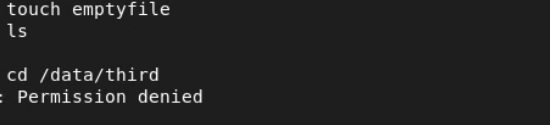 touch emptyfile
ls
cd /data/third
: Permission denied